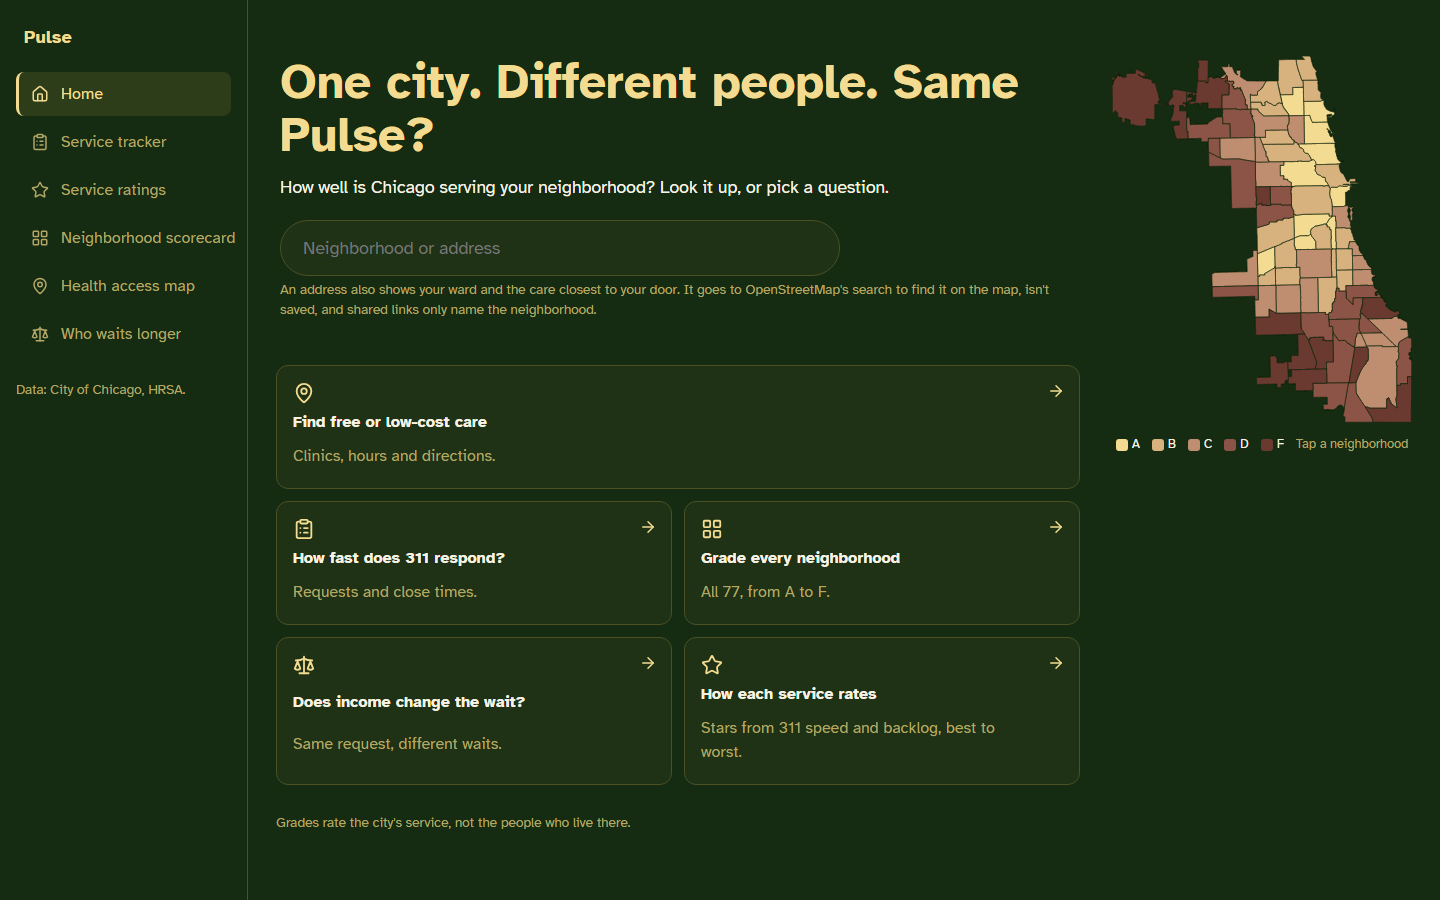 Pulse
Home
Service tracker
Service ratings
Neighborhood scorecard
Health access map
Who waits longer
Data: City of Chicago, HRSA.
One city. Different people. Same
Pulse?
How well is Chicago serving your neighborhood? Look it up, or pick a question.
Neighborhood or address
An address also shows your ward and the care closest to your door. It goes to OpenStreetMap's search to find it on the map, isn't
saved, and shared links only name the neighborhood.
Find free or low-cost care
Clinics, hours and directions.
How fast does 311 respond?
Requests and close times.
Grade every neighborhood
All 77, from A to F.
Does income change the wait?
Same request, different waits.
How each service rates
Stars from 311 speed and backlog, best to
worst.
Grades rate the city's service, not the people who live there.
A B C D F Tap a neighborhood